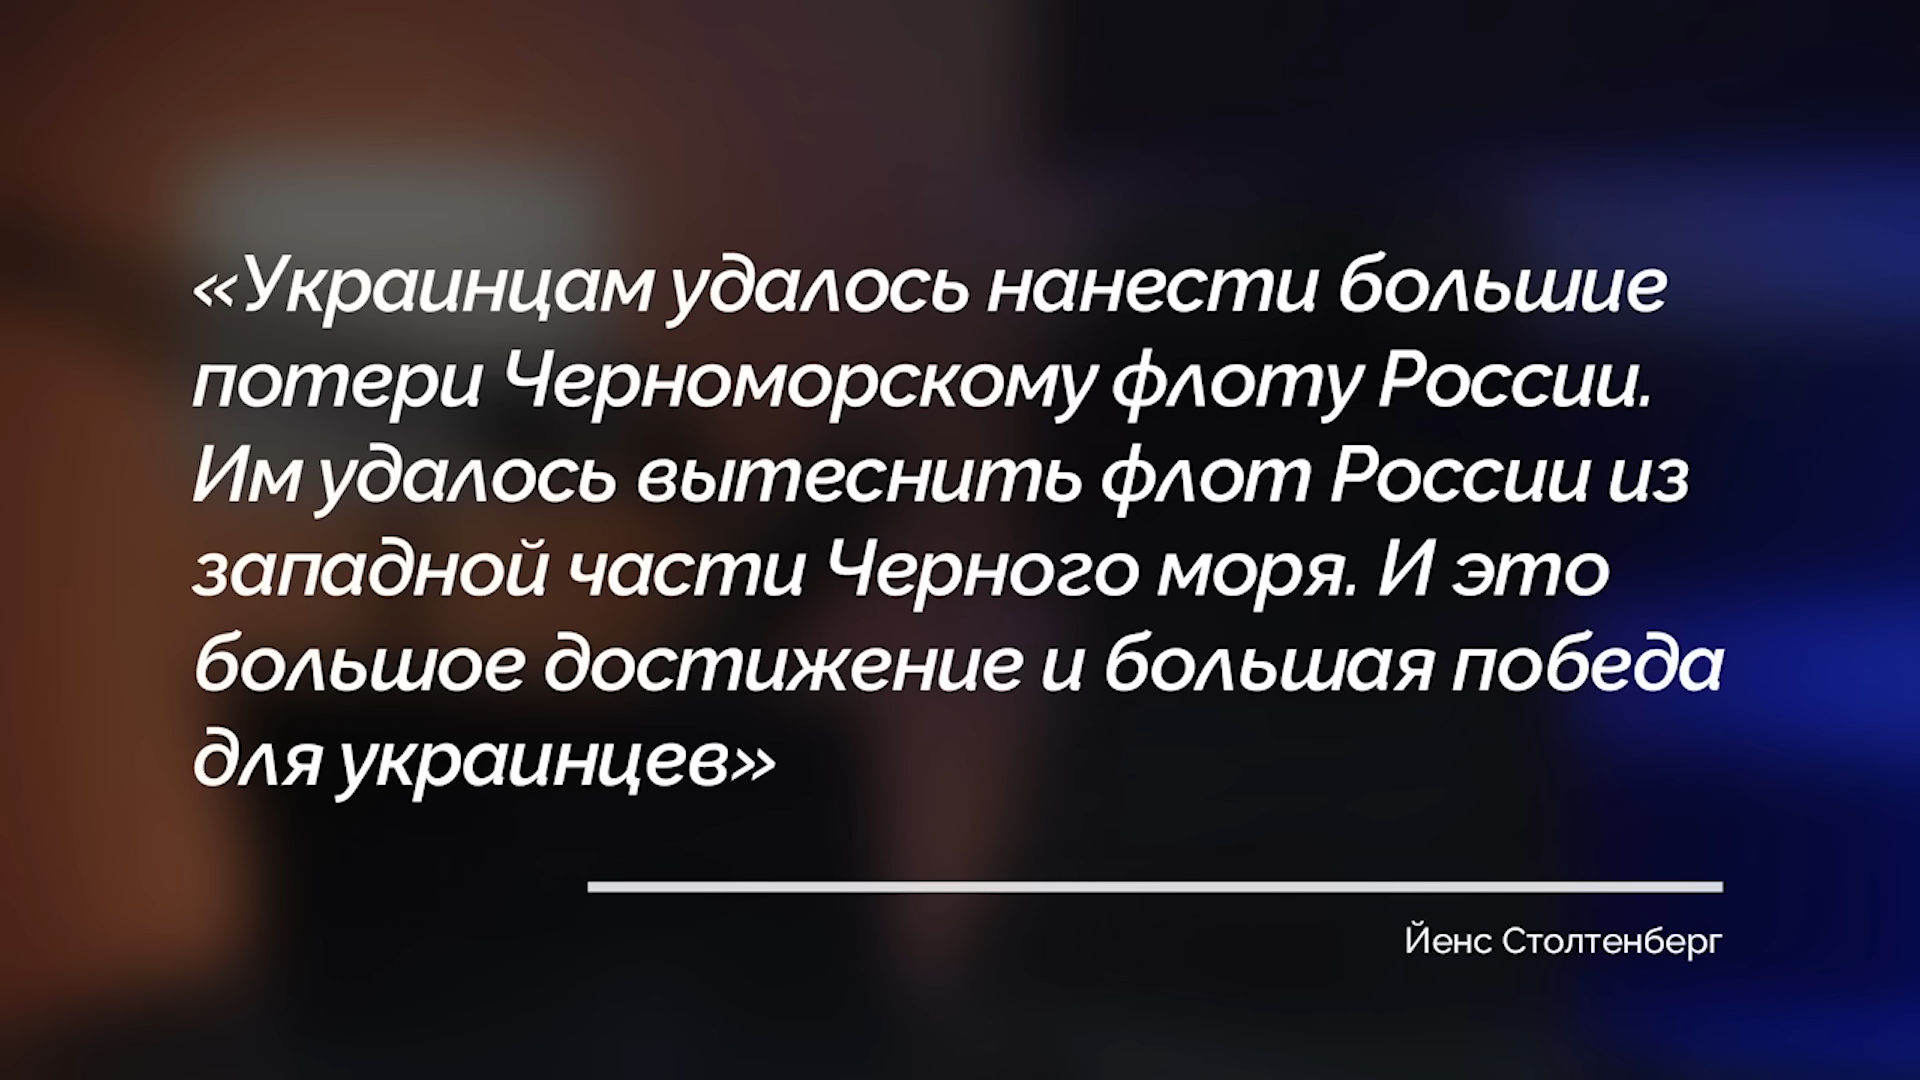 «Украинцам удалось нанести большие
потери Черноморскому флоту России.
Им удалось вытеснить флот России из
западной части Черного моря. И это
большое достижение и большая победа
для украинцев»
Йенс Столтенберг